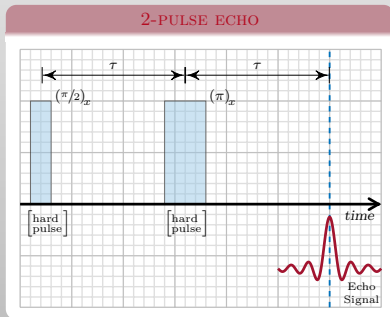 2-PULSE ECHO
τ τ
(π/2)x (π)x
time
[hard pulse] [hard pulse]
Echo
Signal